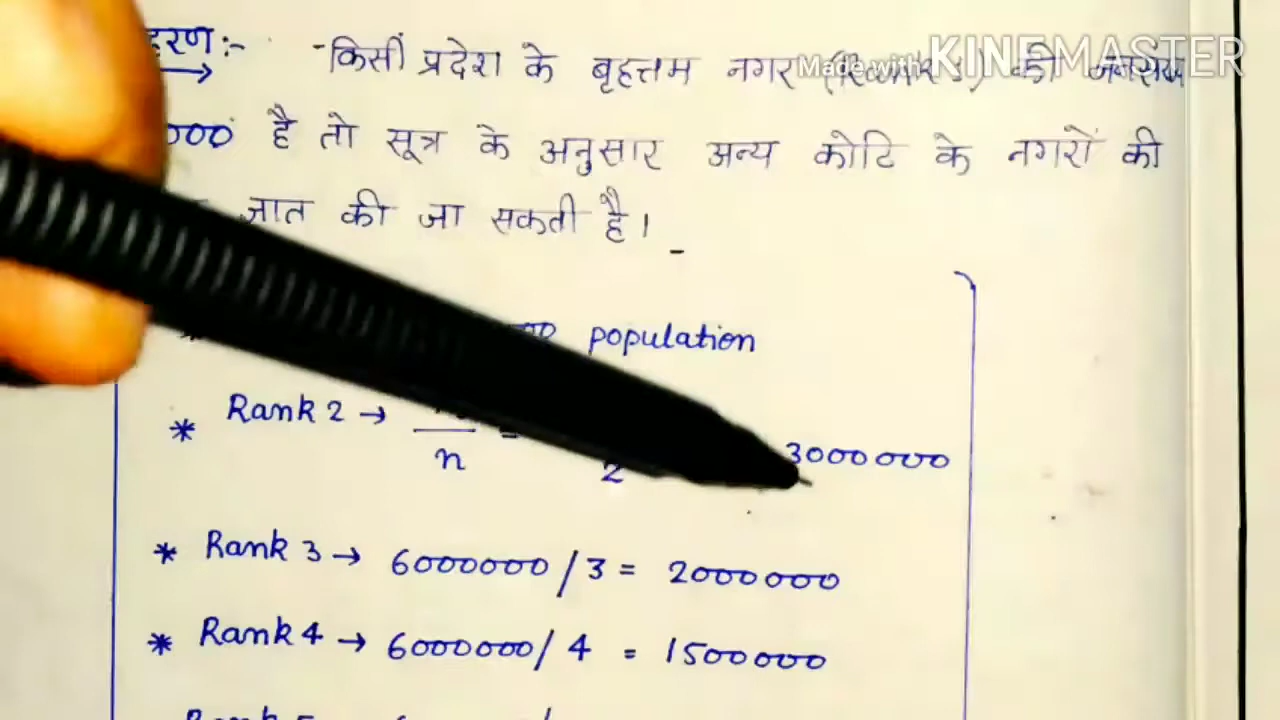 हरण:- -किसी प्रदेश के बृहत्तम नगर की
Made with KINEMASTER
000 है तो सूत्र के अनुसार अन्य कोटि के नगरों की
ज्ञात की जा सकती है।
population
* Rank 2 → n = 2 3000000
* Rank 3 → 6000000/3 = 2000000
* Rank 4 → 6000000/4 = 1500000